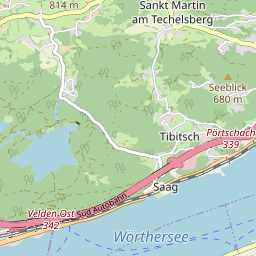 814 m
Sankt Martin
am Techelsberg
Seeblick
680 m
Tibitsch
Pörtschach
339
Saag
Velden Ost
342
Süd Autobahn
Wörthersee